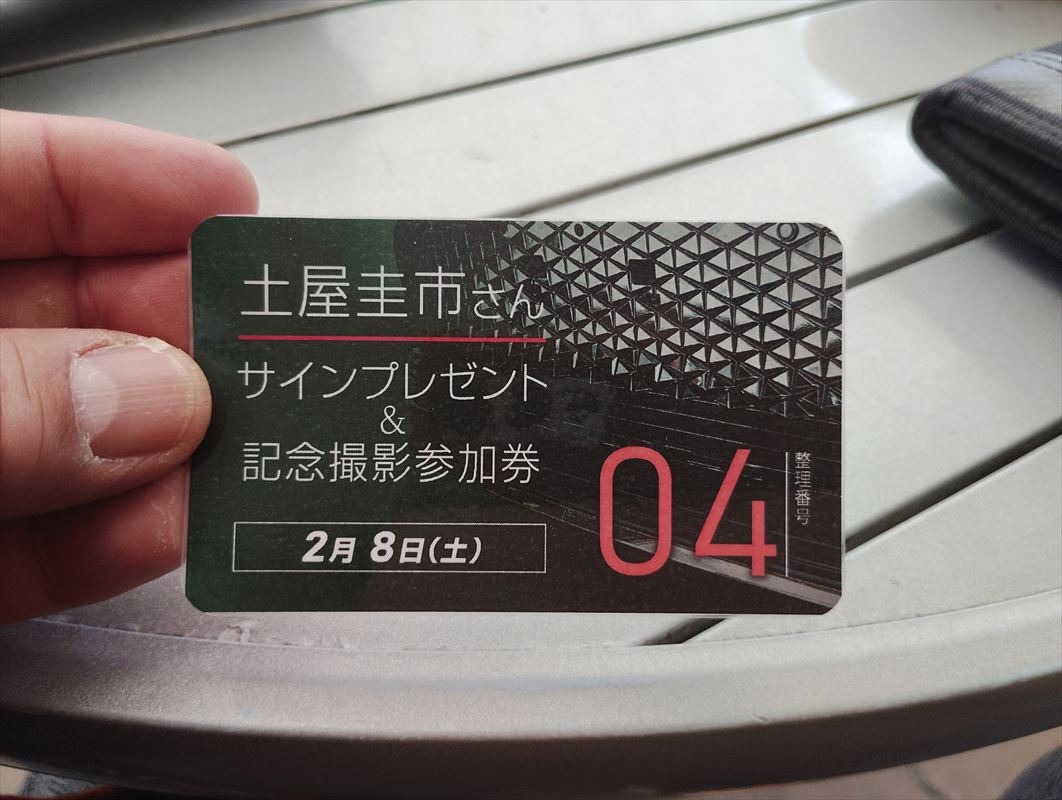 土屋圭市さん
サインプレゼント
&
記念撮影参加券
2月 8日(土)
04
整理番号